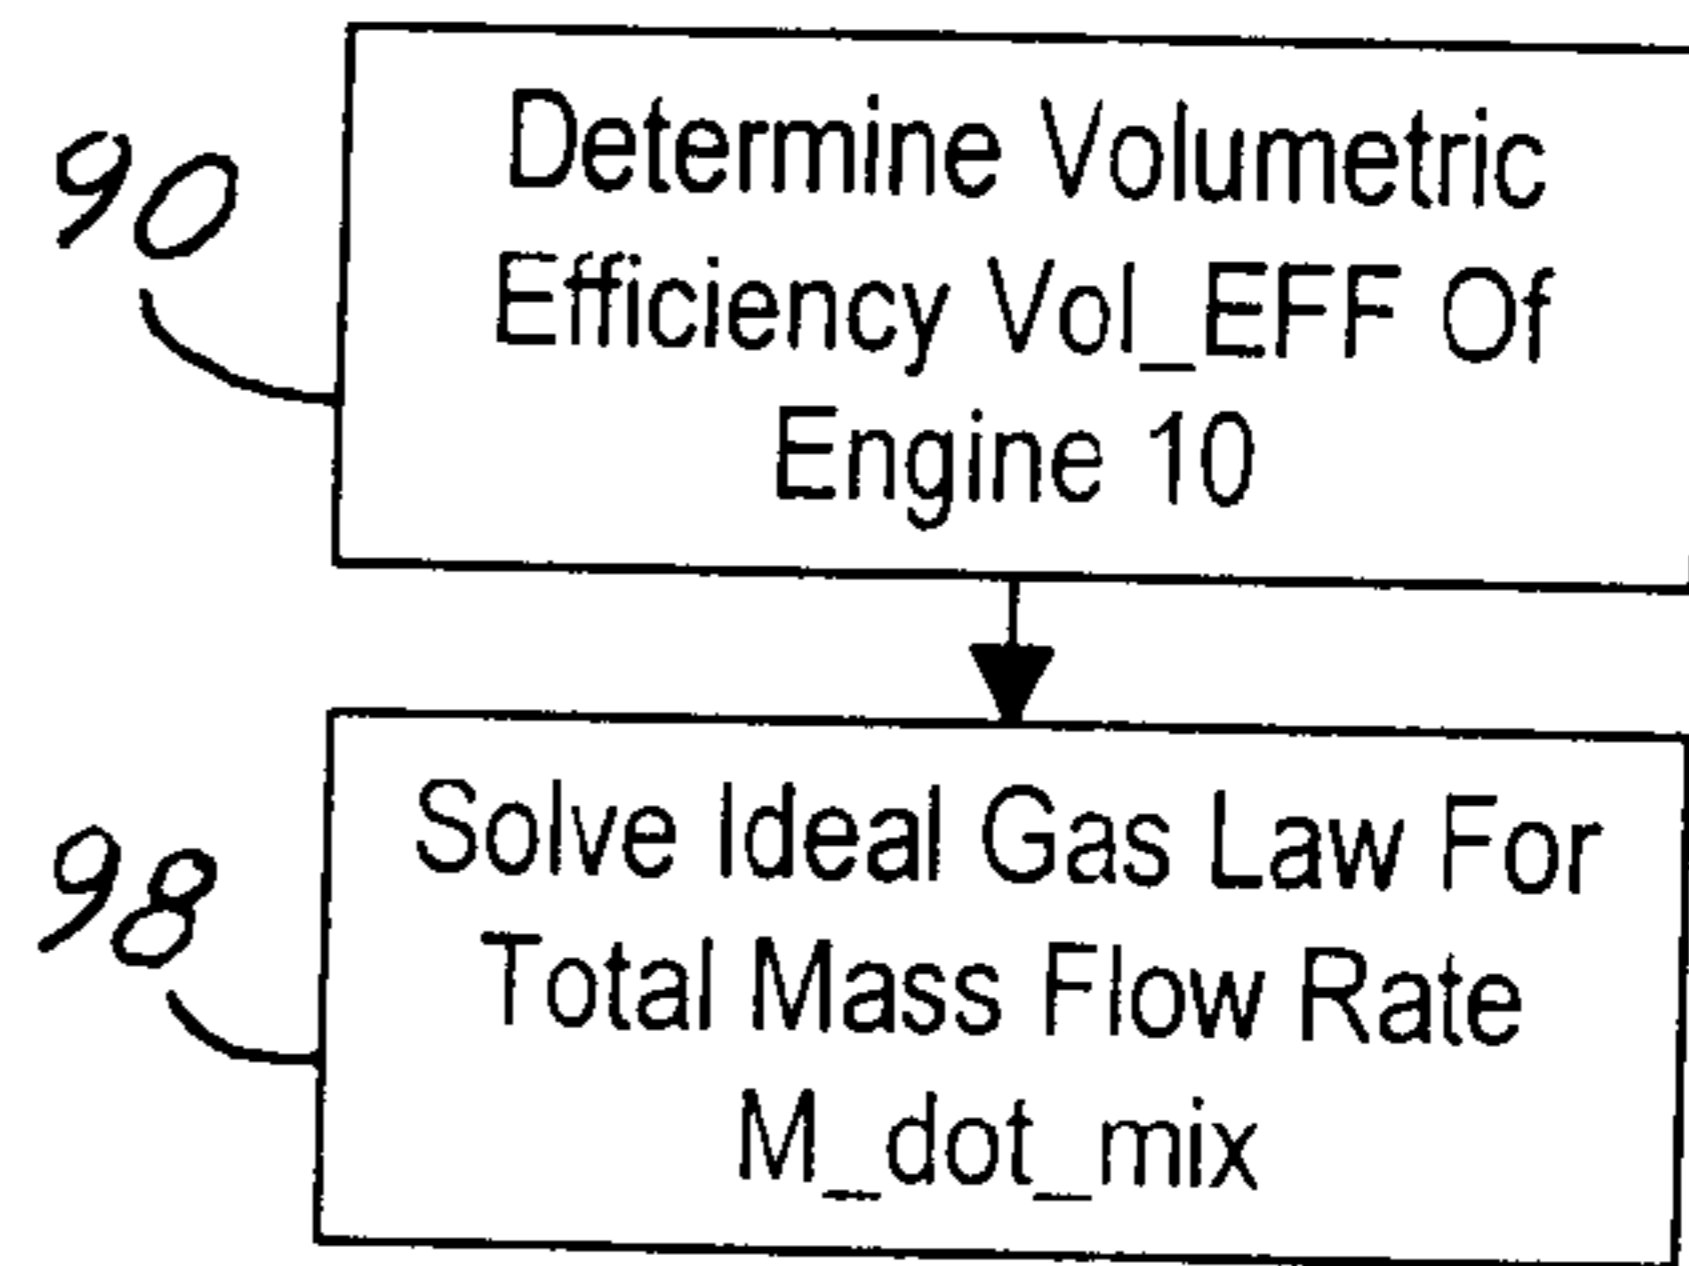 90
Determine Volumetric
Efficiency Vol_EFF Of
Engine 10
98
Solve Ideal Gas Law For
Total Mass Flow Rate
M_dot_mix